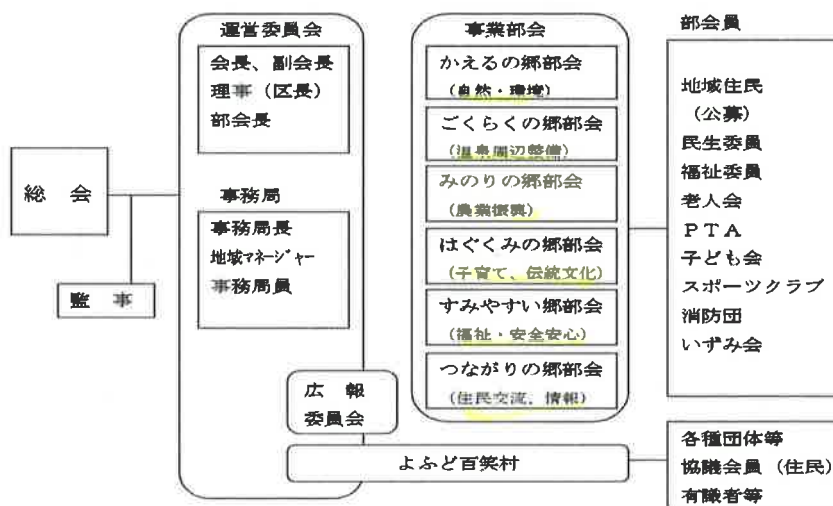 総会
監事
運営委員会
会長、副会長
理事（区長）
部会長
事務局
事務局長
地域マネージャー
事務局員
広報
委員会
よふど百笑村
事業部会
かえるの郷部会
（自然・環境）
ごくらくの郷部会
（温泉周辺整備）
みのりの郷部会
（農業振興）
はぐくみの郷部会
（子育て、伝統文化）
すみやすい郷部会
（福祉・安全安心）
つながりの郷部会
（住民交流、情報）
部会員
地域住民
（公募）
民生委員
福祉委員
老人会
ＰＴＡ
子ども会
スポーツクラブ
消防団
いずみ会
各種団体等
協議会員（住民）
有識者等